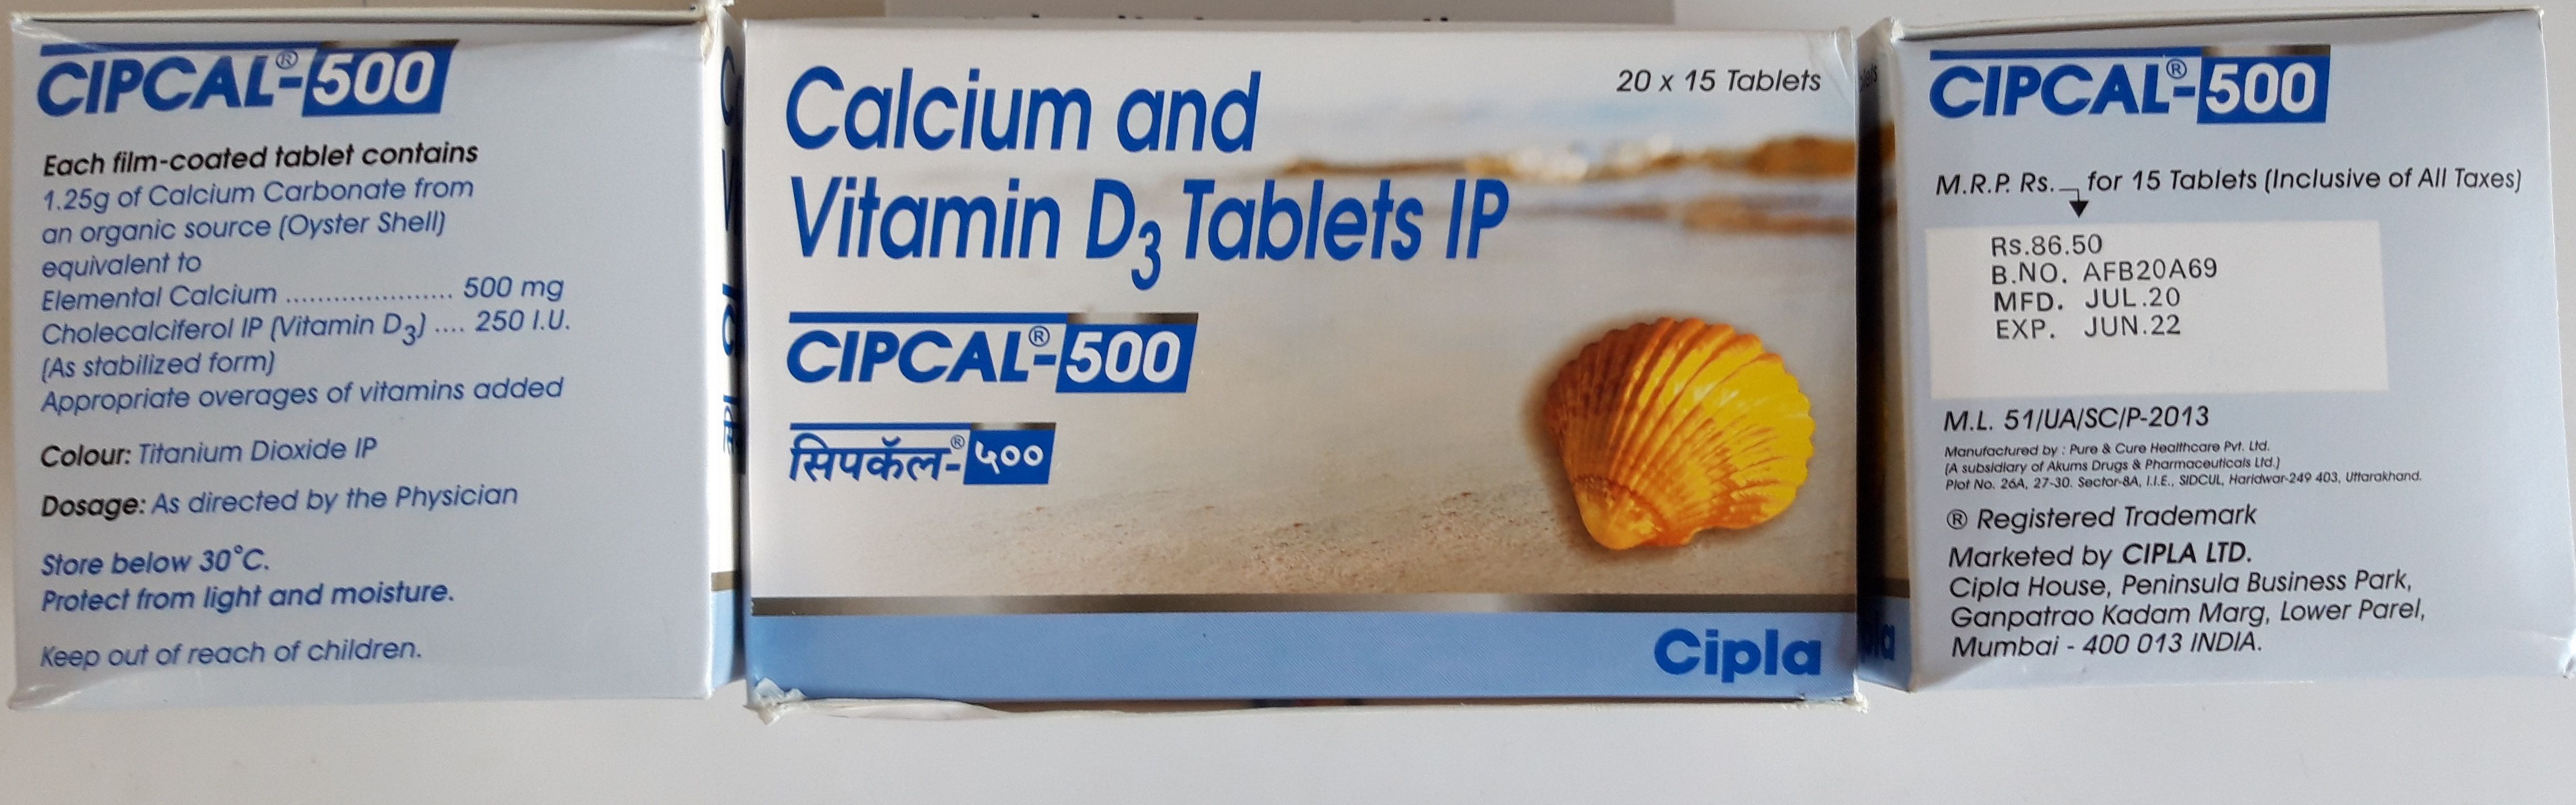 CIPCAL®-500
Each film-coated tablet contains
1.25g of Calcium Carbonate from
an organic source (Oyster Shell)
equivalent to
Elemental Calcium ..................... 500 mg
Cholecalciferol IP (Vitamin D3) .... 250 I.U.
(As stabilized form)
Appropriate overages of vitamins added
Colour: Titanium Dioxide IP
Dosage: As directed by the Physician
Store below 30°C.
Protect from light and moisture.
Keep out of reach of children.
20 x 15 Tablets
Calcium and
Vitamin D3 Tablets IP
CIPCAL®-500
सिपकॅल®-५००
Cipla
CIPCAL®-500
M.R.P. Rs. for 15 Tablets (Inclusive of All Taxes)
Rs.86.50
B.NO. AFB20A69
MFD. JUL.20
EXP. JUN.22
M.L. 51/UA/SC/P-2013
Manufactured by : Pure & Cure Healthcare Pvt. Ltd.
(A subsidiary of Akums Drugs & Pharmaceuticals Ltd.)
Plot No. 26A, 27-30. Sector-8A, I.I.E., SIDCUL, Haridwar-249 403, Uttarakhand.
® Registered Trademark
Marketed by CIPLA LTD.
Cipla House, Peninsula Business Park,
Ganpatrao Kadam Marg, Lower Parel,
Mumbai - 400 013 INDIA.